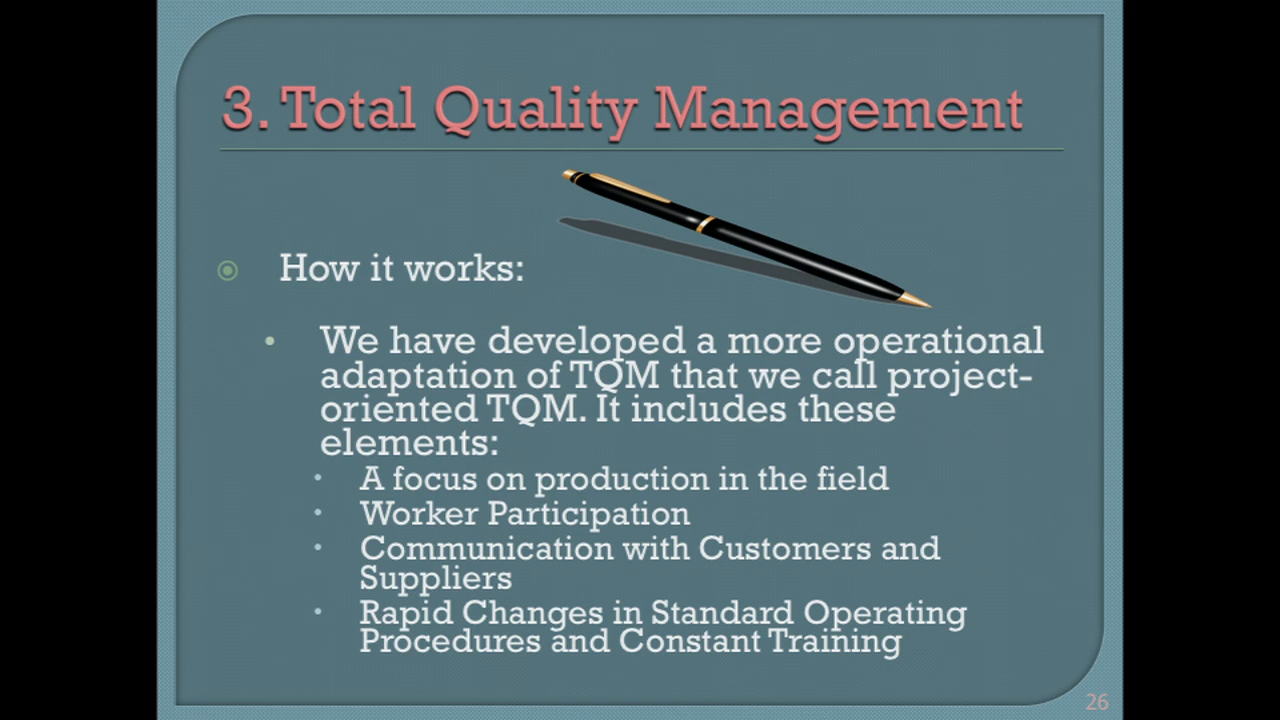 3. Total Quality Management
How it works:
We have developed a more operational
adaptation of TQM that we call project-
oriented TQM. It includes these
elements:
A focus on production in the field
Worker Participation
Communication with Customers and
Suppliers
Rapid Changes in Standard Operating
Procedures and Constant Training
26